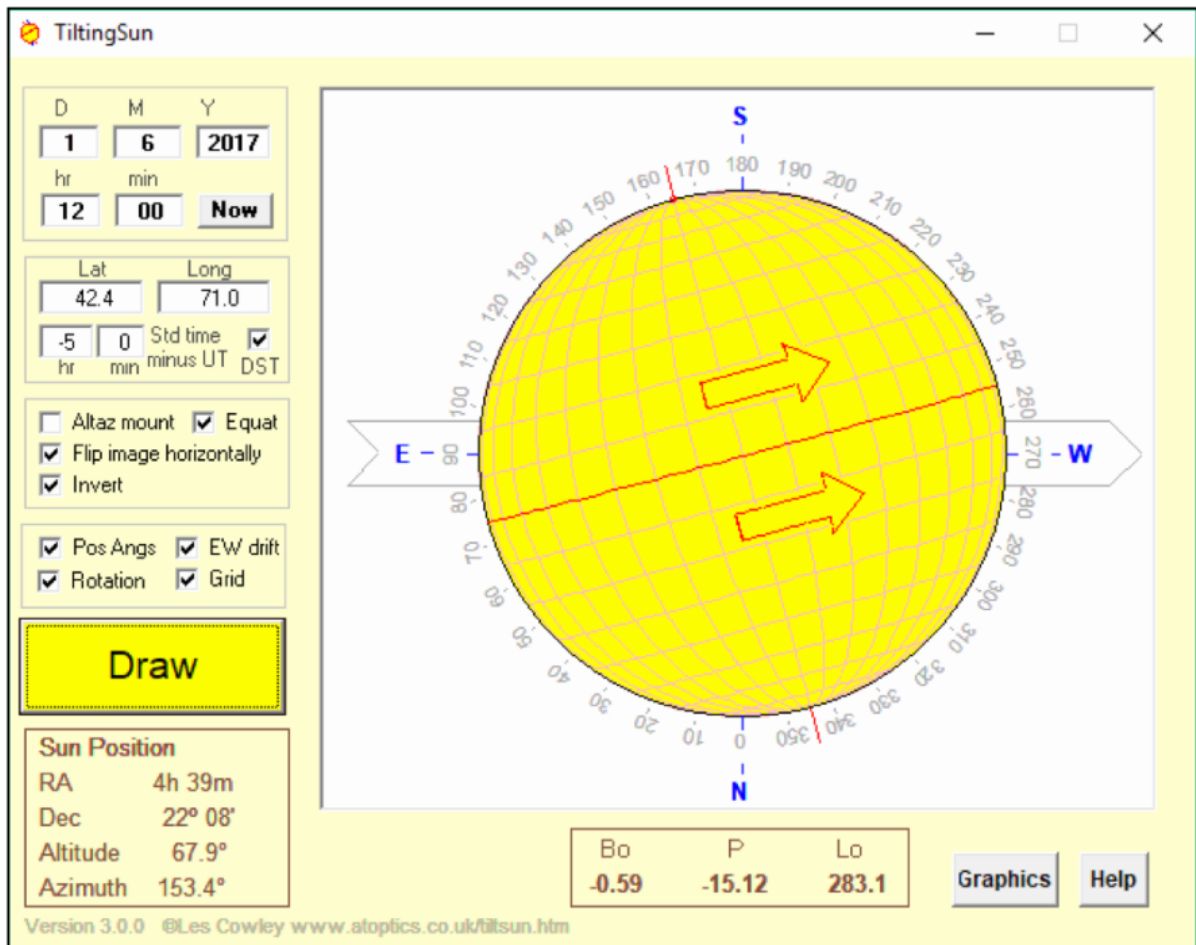 TiltingSun
D M Y
1 6 2017
hr min
12 00 Now
Lat Long
42.4 71.0
-5 0 Std time
minus UT
hr min DST
Altaz mount Equat
Flip image horizontally
Invert
Pos Angs EW drift
Rotation Grid
Draw
Sun Position
RA 4h 39m
Dec 22º 08'
Altitude 67.9°
Azimuth 153.4°
S
180
170 190
160 200
150 210
140 220
130 230
120 240
110 250
100 260
E 90 270 W
80 280
70 290
60 300
50 310
40 320
30 330
20 340
10 350
0
N
Bo P Lo
-0.59 -15.12 283.1
Graphics Help
Version 3.0.0 ©Les Cowley www.atoptics.co.uk/tiltsun.htm